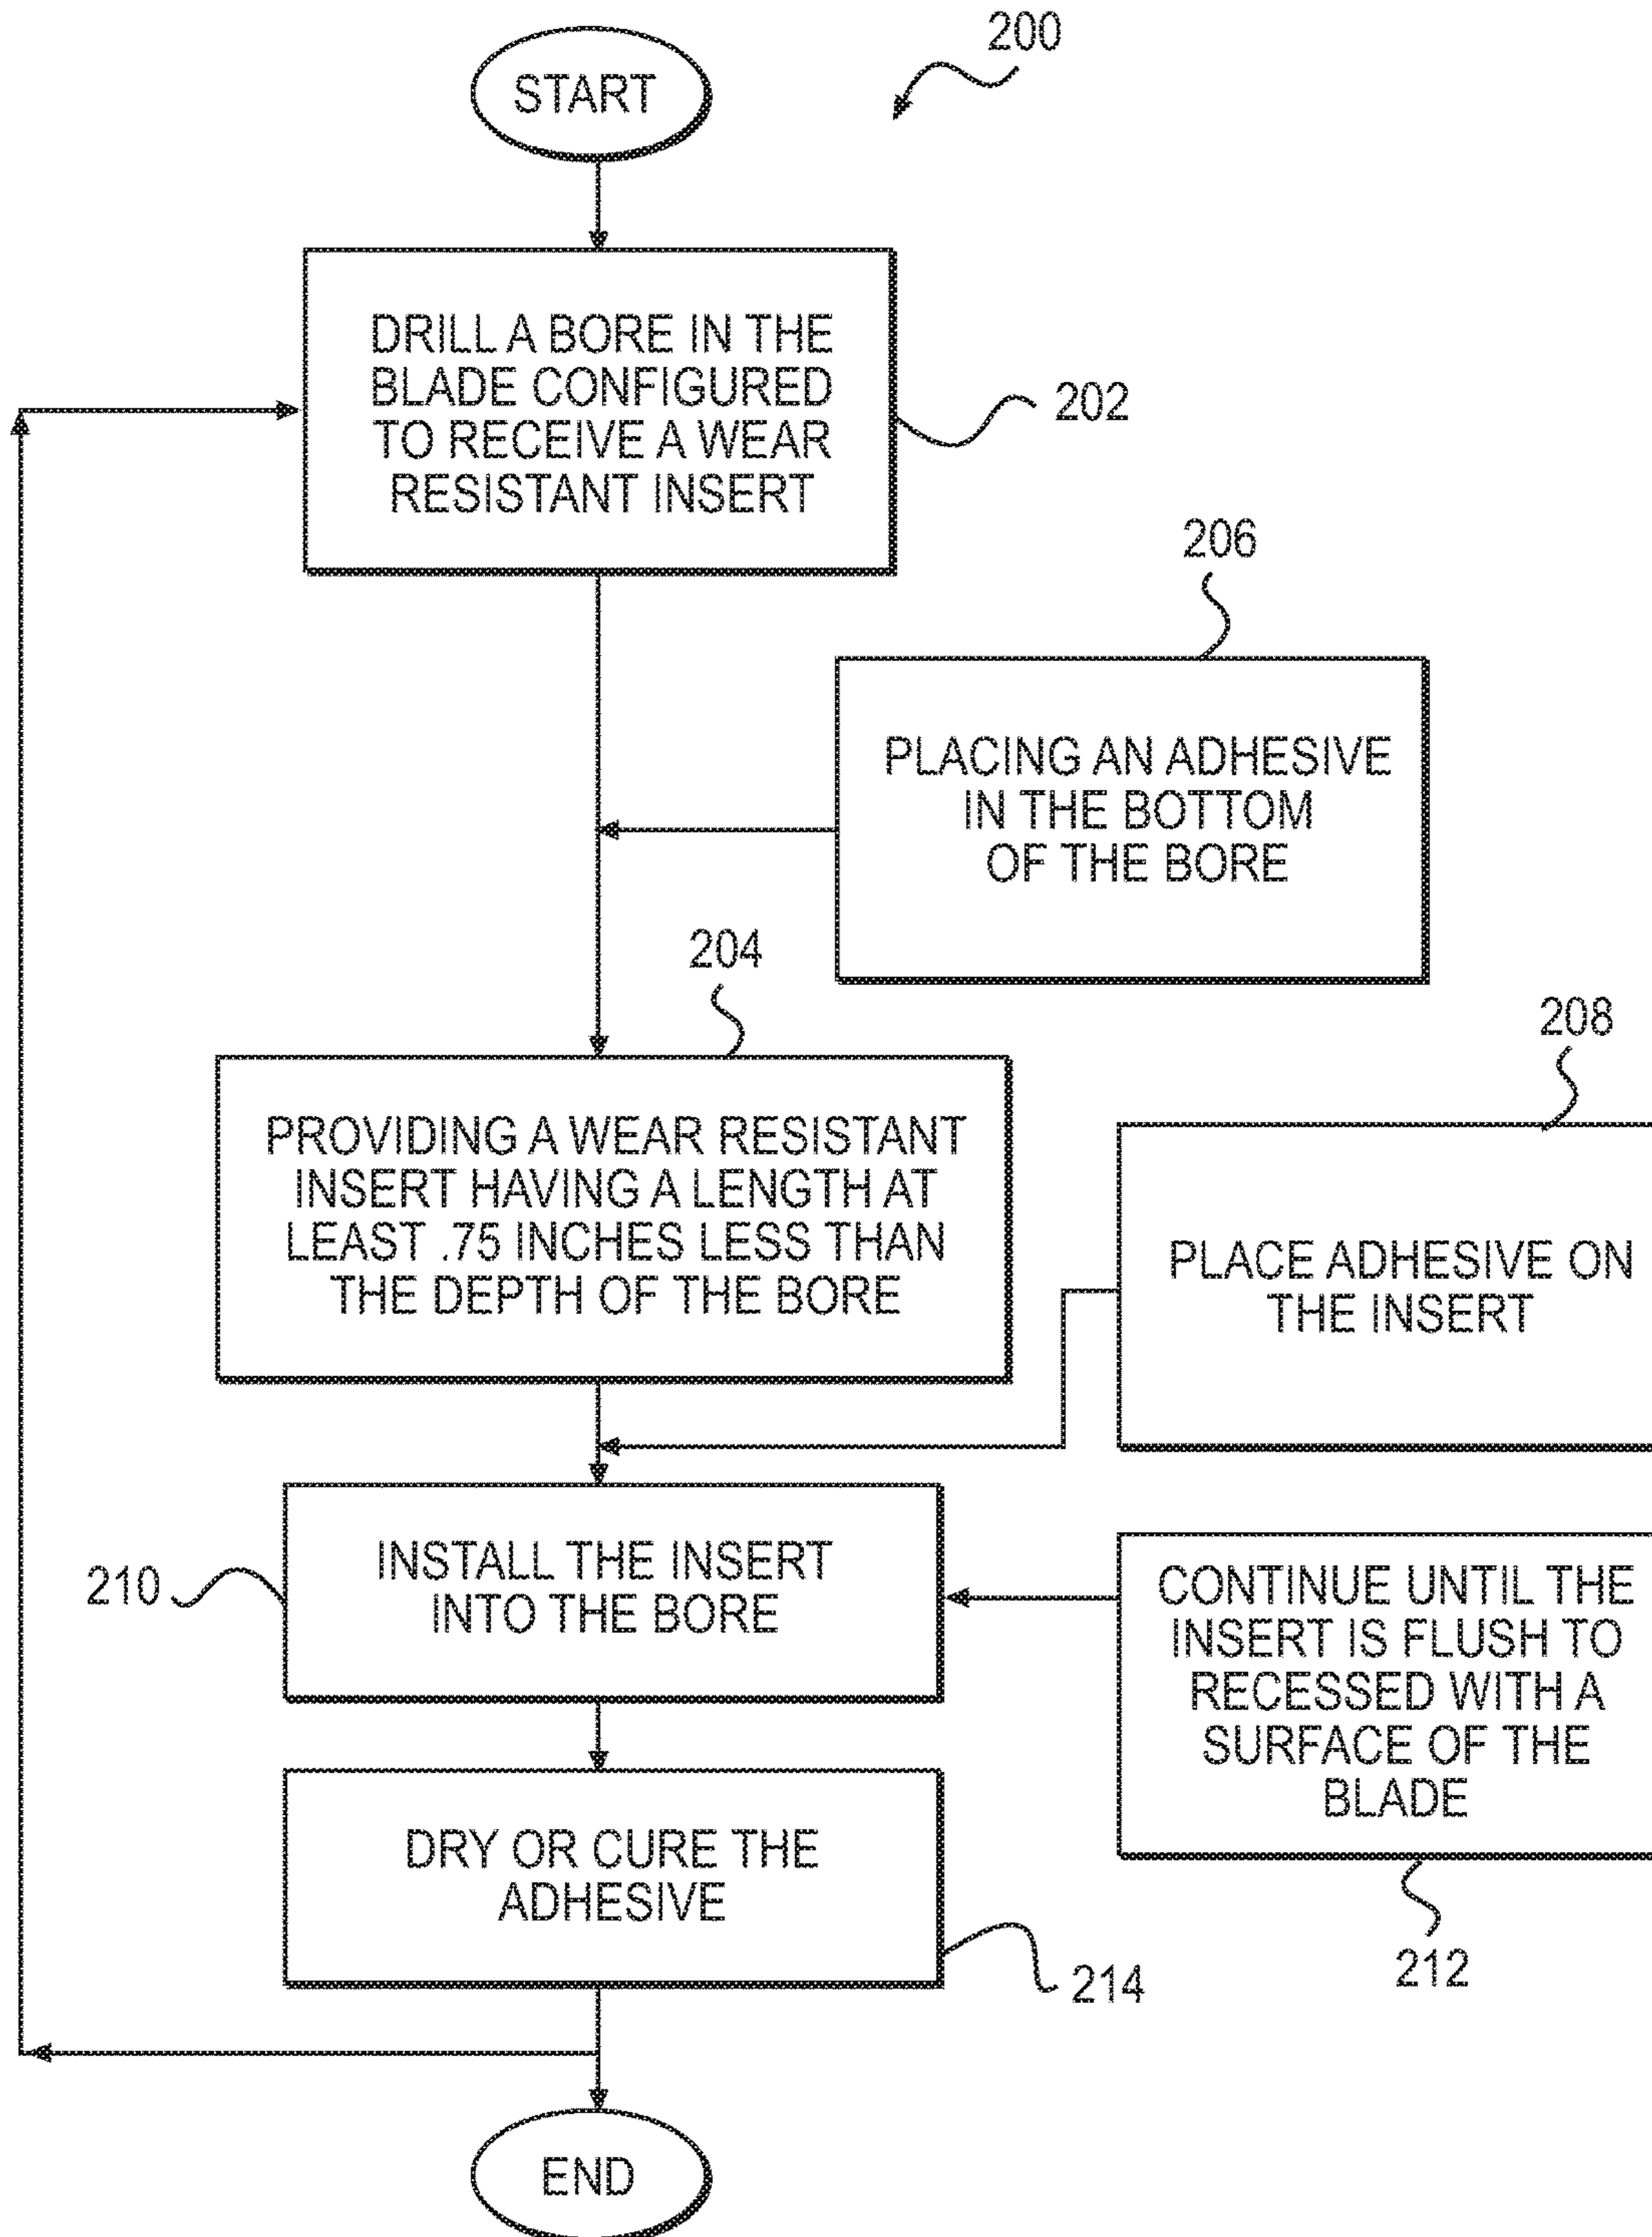 200
START
DRILL A BORE IN THE
BLADE CONFIGURED
TO RECEIVE A WEAR
RESISTANT INSERT
202
206
PLACING AN ADHESIVE
IN THE BOTTOM
OF THE BORE
204
PROVIDING A WEAR RESISTANT
INSERT HAVING A LENGTH AT
LEAST .75 INCHES LESS THAN
THE DEPTH OF THE BORE
208
PLACE ADHESIVE ON
THE INSERT
210
INSTALL THE INSERT
INTO THE BORE
CONTINUE UNTIL THE
INSERT IS FLUSH TO
RECESSED WITH A
SURFACE OF THE
BLADE
212
DRY OR CURE THE
ADHESIVE
214
END